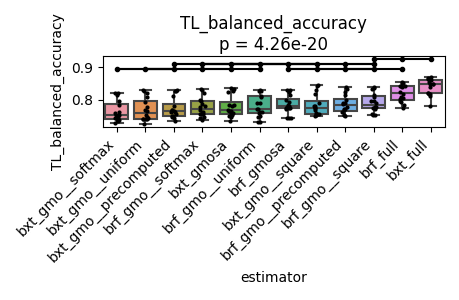 TL_balanced_accuracy
p = 4.26e-20
TL_balanced_accuracy
0.9
0.8
bxt_gmo__softmax
bxt_gmo__uniform
bxt_gmo__precomputed
brf_gmo__softmax
bxt_gmosa
brf_gmo__uniform
brf_gmosa
bxt_gmo__square
brf_gmo__precomputed
brf_gmo__square
brf_full
bxt_full
estimator